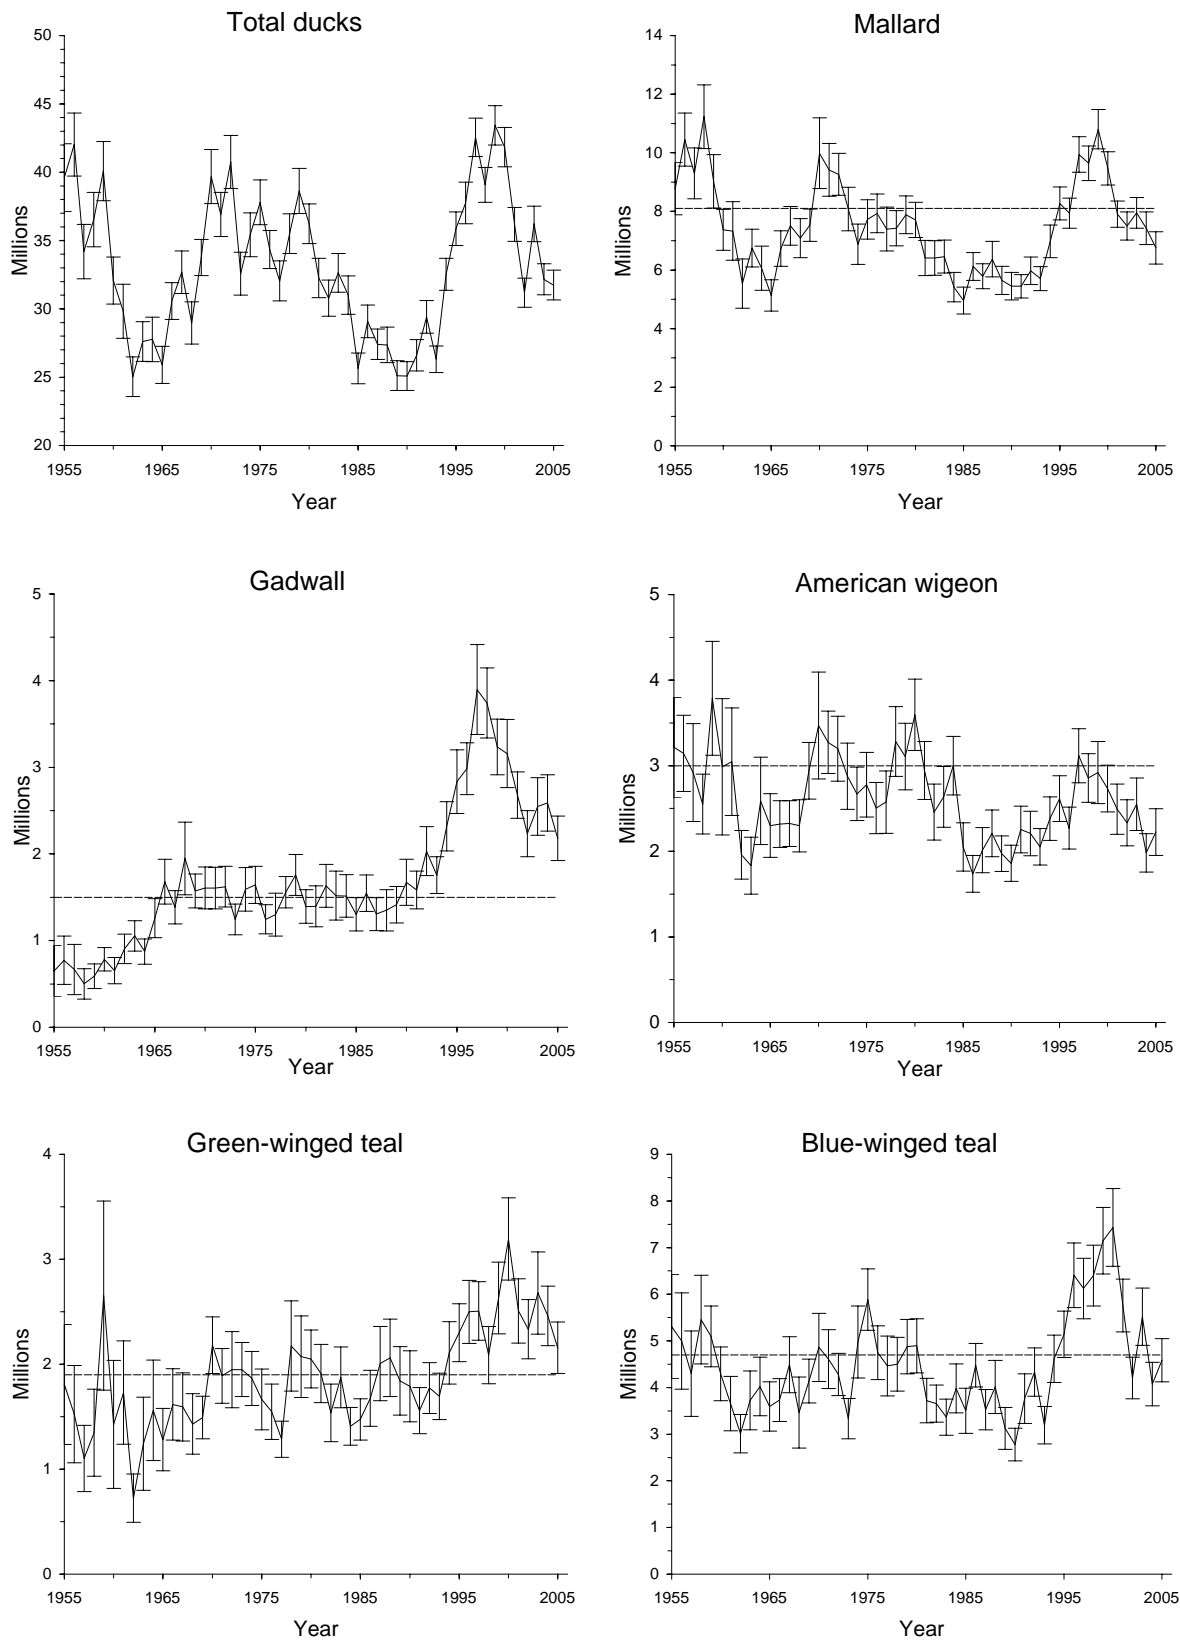 Total ducks
50
45
40
35
30
25
20
Millions
1955 1965 1975 1985 1995 2005
Year
Mallard
14
12
10
8
6
4
2
0
Millions
1955 1965 1975 1985 1995 2005
Year
Gadwall
5
4
3
2
1
0
Millions
1955 1965 1975 1985 1995 2005
Year
American wigeon
5
4
3
2
1
0
Millions
1955 1965 1975 1985 1995 2005
Year
Green-winged teal
4
3
2
1
0
Millions
1955 1965 1975 1985 1995 2005
Year
Blue-winged teal
9
8
7
6
5
4
3
2
1
0
Millions
1955 1965 1975 1985 1995 2005
Year